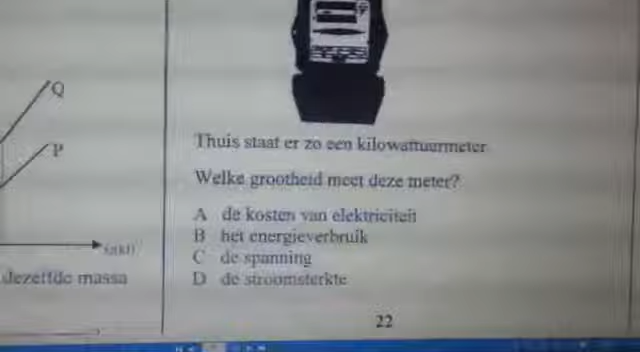 Q
P
dezelfde massa
Thuis staat er zo een kilowattuurmeter
Welke grootheid meet deze meter?
A de kosten van elektriciteit
B het energieverbruik
C de spanning
D de stroomsterkte
22